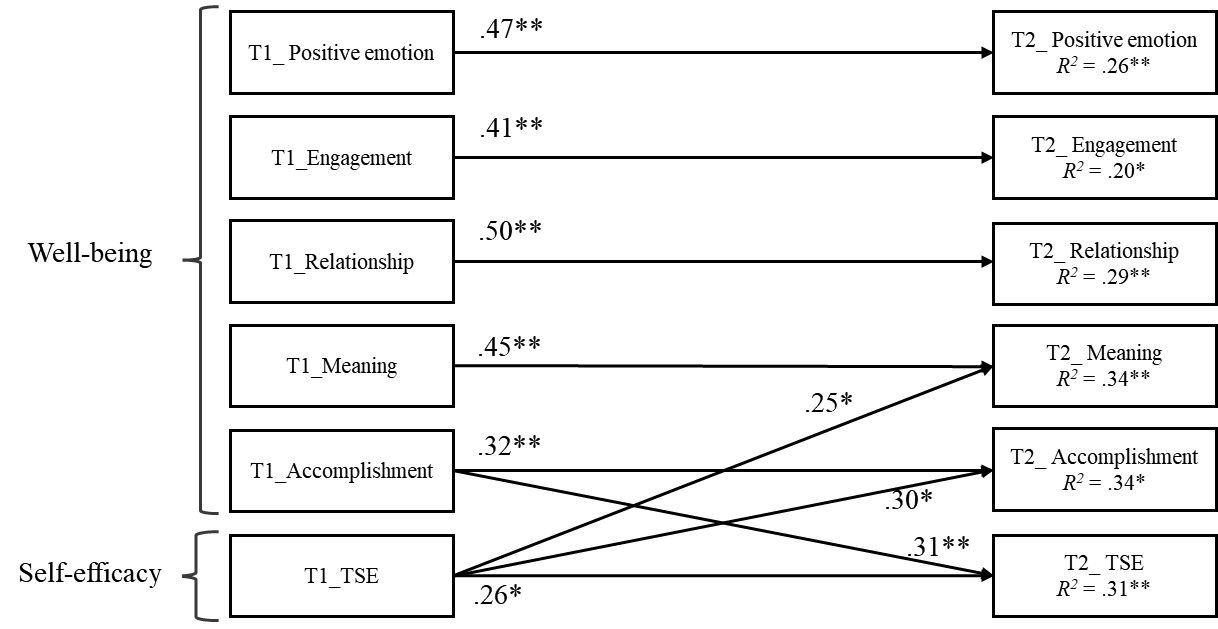 .47**
T1_ Positive emotion
T2_ Positive emotion
R² = .26**
.41**
T1_Engagement
T2_ Engagement
R² = .20*
Well-being
.50**
T1_Relationship
T2_ Relationship
R² = .29**
.45**
T1_Meaning
T2_ Meaning
R² = .34**
.25*
.32**
T1_Accomplishment
T2_ Accomplishment
R² = .34*
.30*
Self-efficacy
.31**
T1_TSE
T2_ TSE
R² = .31**
.26*